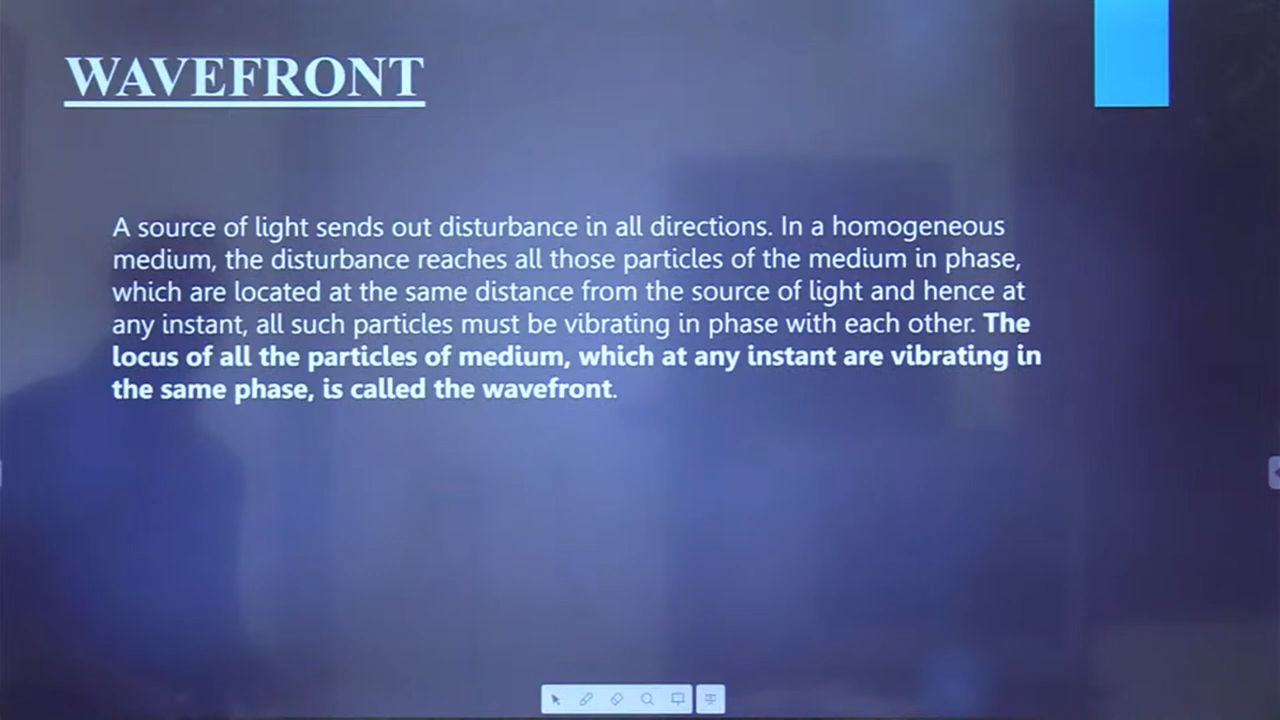 WAVEFRONT
A source of light sends out disturbance in all directions. In a homogeneous
medium, the disturbance reaches all those particles of the medium in phase,
which are located at the same distance from the source of light and hence at
any instant, all such particles must be vibrating in phase with each other. The
locus of all the particles of medium, which at any instant are vibrating in
the same phase, is called the wavefront.